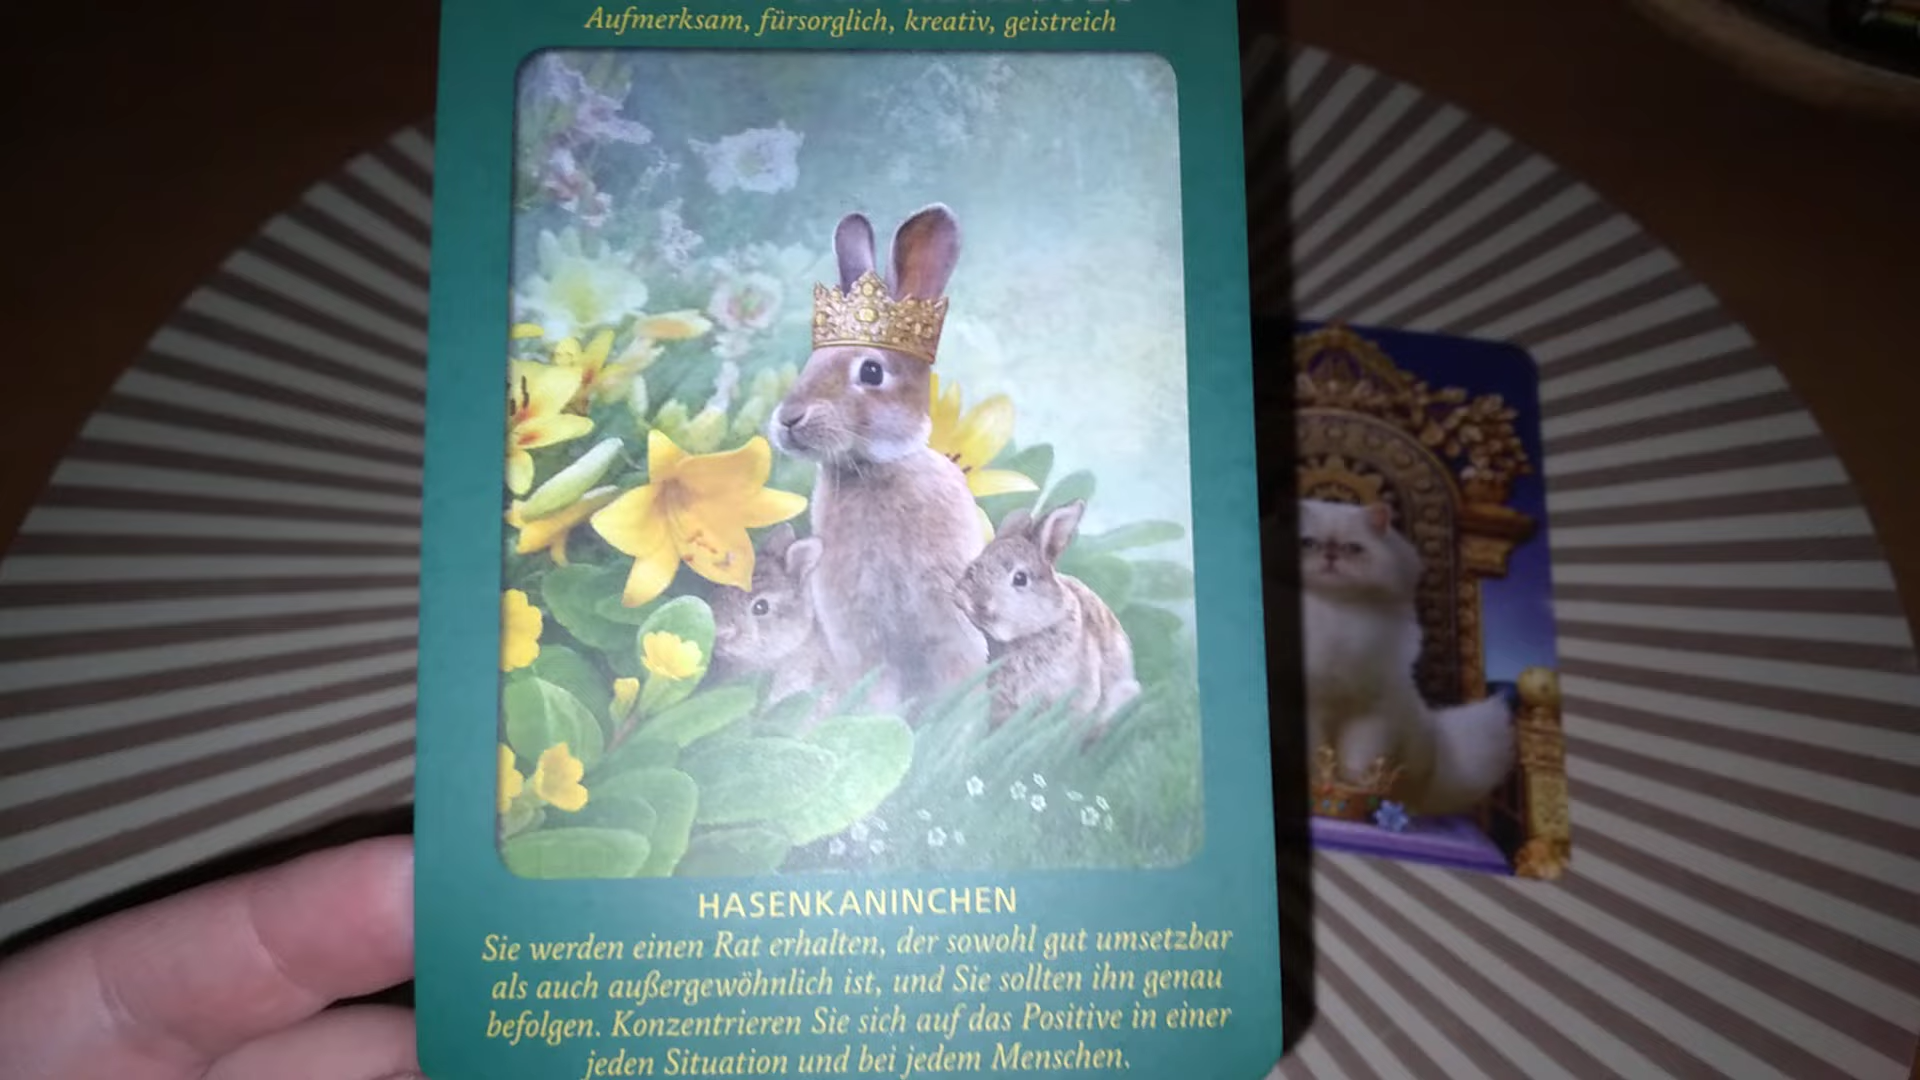 Aufmerksam, fürsorglich, kreativ, geistreich
HASENKANINCHEN
Sie werden einen Rat erhalten, der sowohl gut umsetzbar
als auch außergewöhnlich ist, und Sie sollten ihn genau
befolgen. Konzentrieren Sie sich auf das Positive in einer
jeden Situation und bei jedem Menschen.